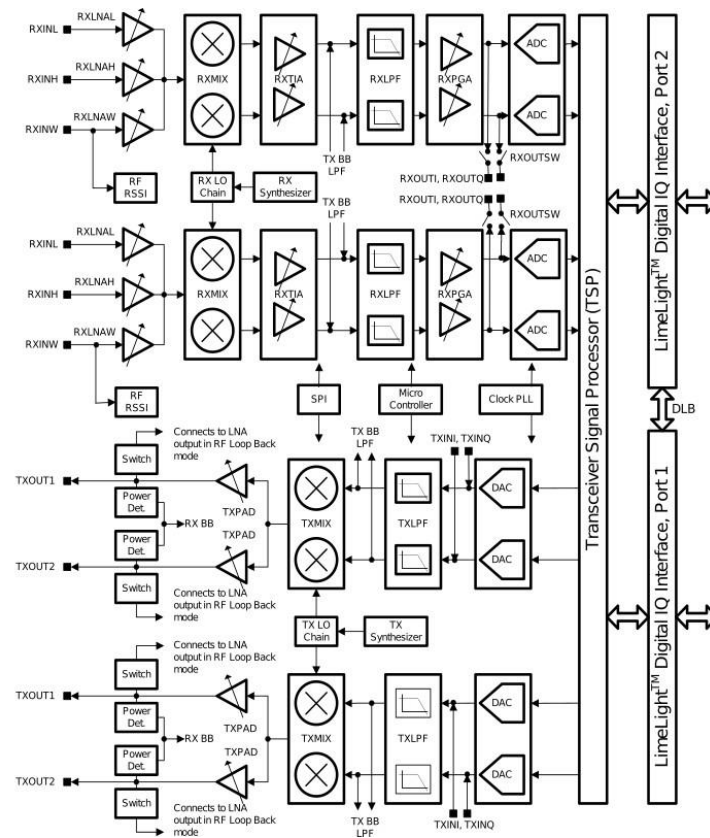 RXLNAL
RXINL
RXLNAH
RXINH
RXLNAW
RXINW
RXMIX
RXTIA
RXLPF
RXPGA
ADC
ADC
TX BB
LPF
RF
RSSI
RX LO
Chain
RX
Synthesizer
RXOUTSW
RXOUTI, RXOUTQ
RXOUTI, RXOUTQ
RXOUTSW
RXLNAL
RXINL
RXLNAH
RXINH
RXLNAW
RXINW
RXMIX
RXTIA
TX BB
LPF
RXLPF
RXPGA
ADC
ADC
RF
RSSI
SPI
Micro
Controller
Clock PLL
Connects to LNA
output in RF Loop Back
mode
Switch
TXOUT1
Power
Det.
RX BB
Power
Det.
TXOUT2
Switch
Connects to LNA
output in RF Loop Back
mode
TXPAD
TXPAD
TXMIX
TX BB
LPF
TXLPF
TXINI, TXINQ
DAC
DAC
TX LO
Chain
TX
Synthesizer
Connects to LNA
output in RF Loop Back
mode
Switch
TXOUT1
Power
Det.
RX BB
Power
Det.
TXOUT2
Switch
Connects to LNA
output in RF Loop Back
mode
TXPAD
TXPAD
TXMIX
TX BB
LPF
TXLPF
TXINI, TXINQ
DAC
DAC
Transceiver Signal Processor (TSP)
LimeLight™ Digital IQ Interface, Port 2
DLB
LimeLight™ Digital IQ Interface, Port 1